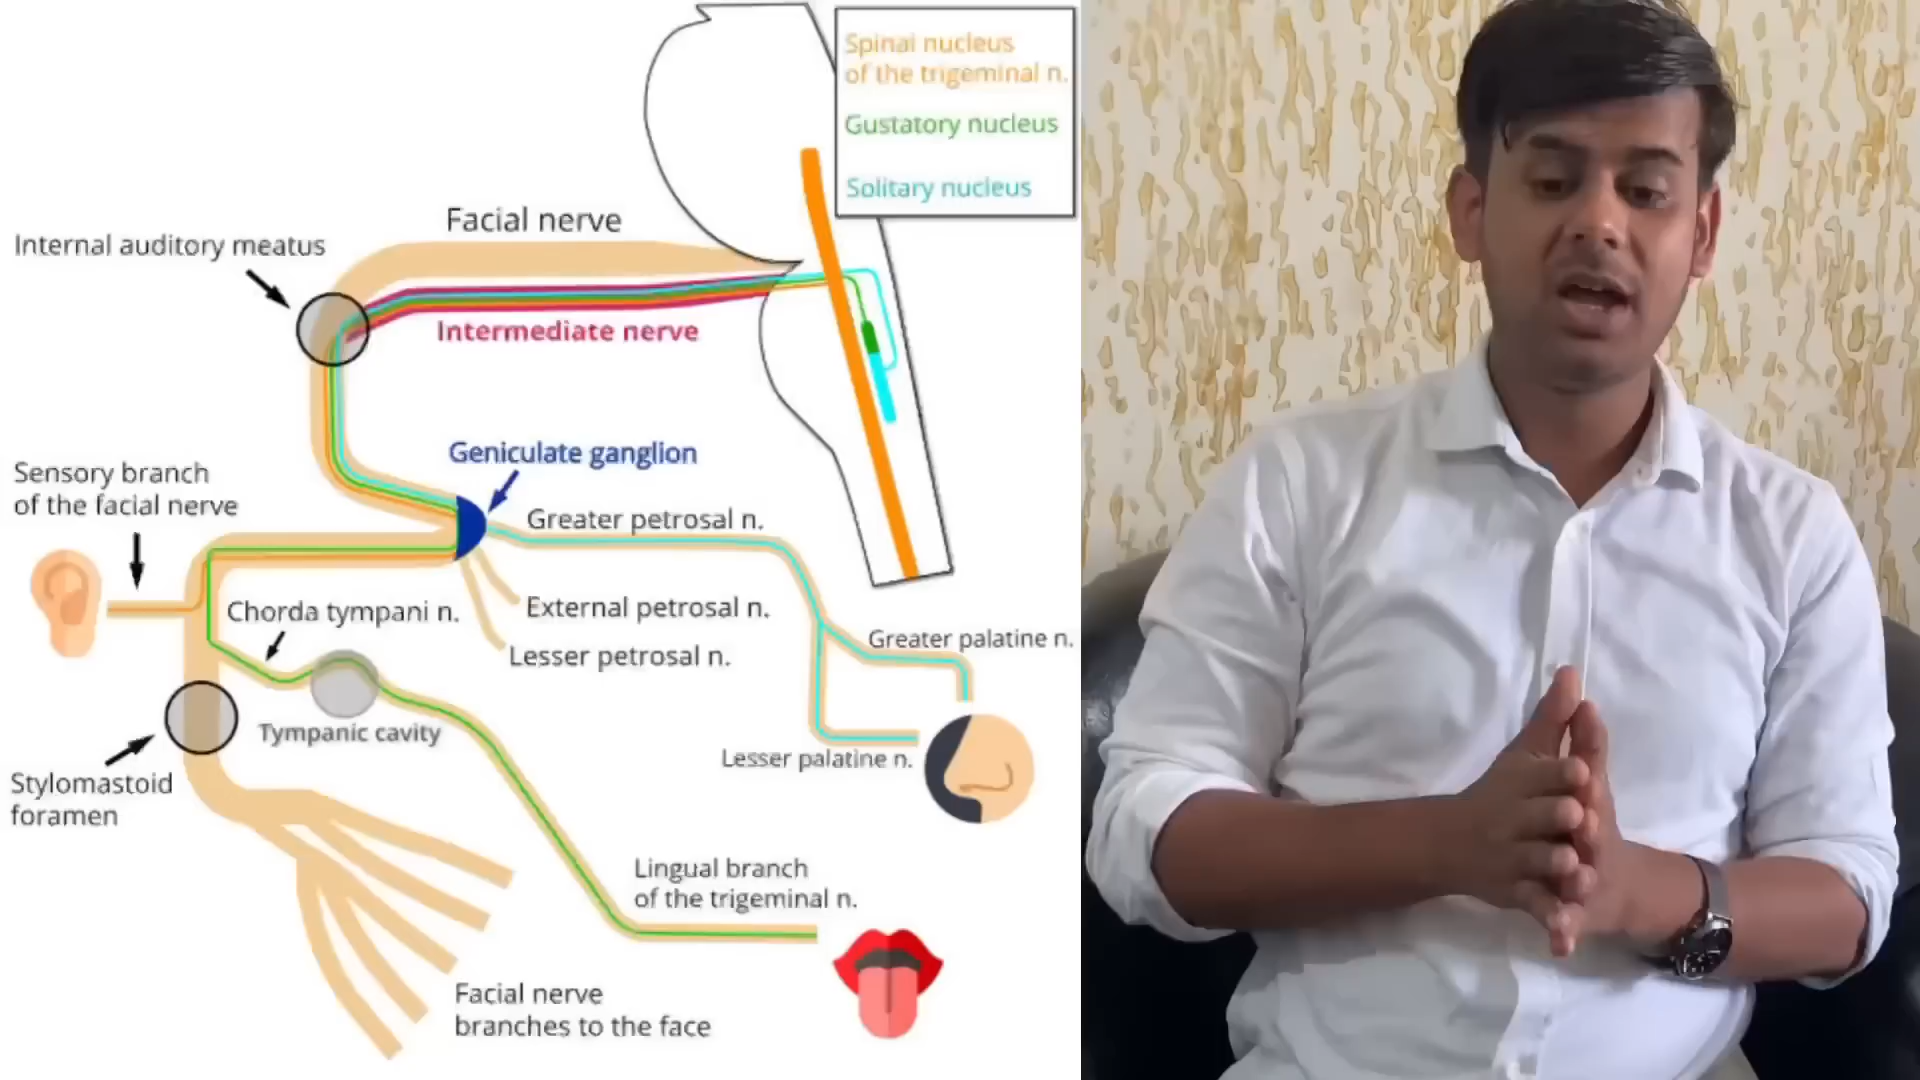 Spinal nucleus
of the trigeminal n.
Gustatory nucleus
Solitary nucleus
Facial nerve
Internal auditory meatus
Intermediate nerve
Geniculate ganglion
Sensory branch
of the facial nerve
Greater petrosal n.
External petrosal n.
Chorda tympani n.
Lesser petrosal n.
Greater palatine n.
Tympanic cavity
Lesser palatine n.
Stylomastoid
foramen
Lingual branch
of the trigeminal n.
Facial nerve
branches to the face